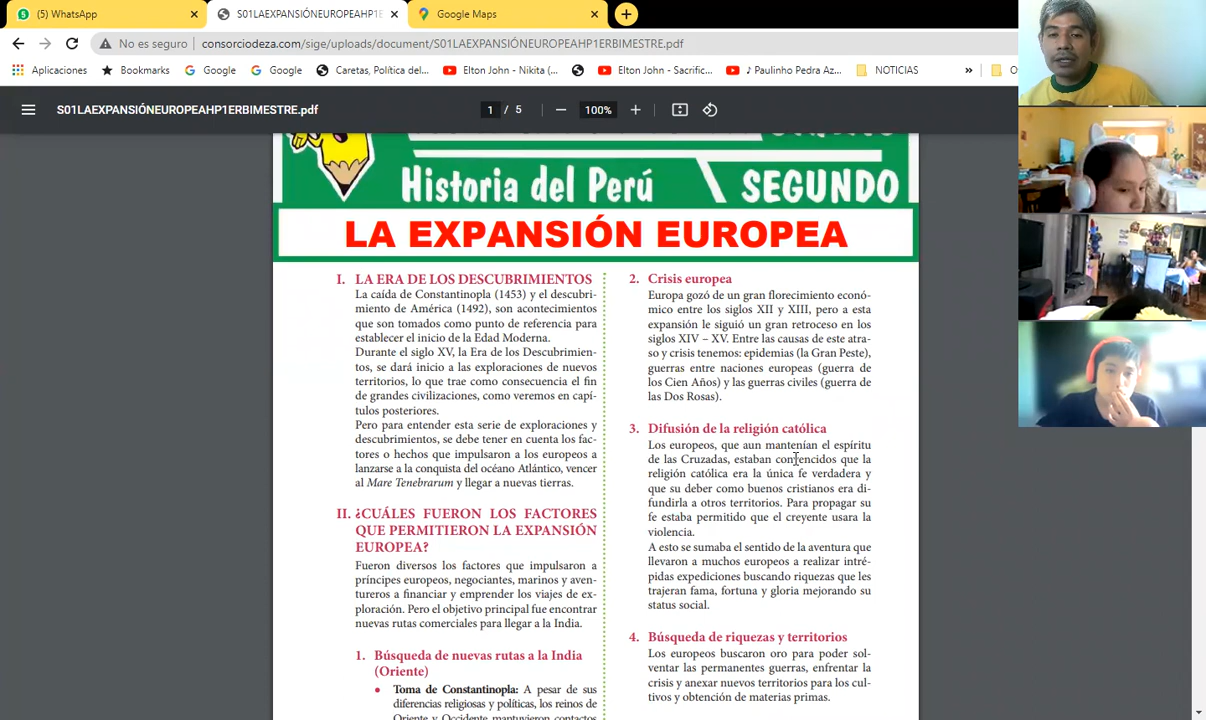 (5) WhatsApp
S01LAEXPANSIÓNEUROPEAHP1E
Google Maps
No es seguro
consorciodeza.com/sige/uploads/document/S01LAEXPANSIÓNEUROPEAHP1ERBIMESTRE.pdf
Aplicaciones
Bookmarks
Google
Google
Caretas, Política del...
Elton John - Nikita (...
Elton John - Sacrific...
Paulinho Pedra Az...
NOTICIAS
»
S01LAEXPANSIÓNEUROPEAHP1ERBIMESTRE.pdf
1 / 5
100%
Historia del Perú
SEGUNDO
LA EXPANSIÓN EUROPEA
I. LA ERA DE LOS DESCUBRIMIENTOS
La caída de Constantinopla (1453) y el descubri-
miento de América (1492), son acontecimientos
que son tomados como punto de referencia para
establecer el inicio de la Edad Moderna.
Durante el siglo XV, la Era de los Descubrimien-
tos, se dará inicio a las exploraciones de nuevos
territorios, lo que trae como consecuencia el fin
de grandes civilizaciones, como veremos en capí-
tulos posteriores.
Pero para entender esta serie de exploraciones y
descubrimientos, se debe tener en cuenta los fac-
tores o hechos que impulsaron a los europeos a
lanzarse a la conquista del océano Atlántico, vencer
al Mare Tenebrarum y llegar a nuevas tierras.
II. ¿CUÁLES FUERON LOS FACTORES
QUE PERMITIERON LA EXPANSIÓN
EUROPEA?
Fueron diversos los factores que impulsaron a
príncipes europeos, negociantes, marinos y aven-
tureros a financiar y emprender los viajes de ex-
ploración. Pero el objetivo principal fue encontrar
nuevas rutas comerciales para llegar a la India.
1. Búsqueda de nuevas rutas a la India
(Oriente)
• Toma de Constantinopla: A pesar de sus
diferencias religiosas y políticas, los reinos de
Oriente y Occidente mantuvieron contactos
2. Crisis europea
Europa gozó de un gran florecimiento econó-
mico entre los siglos XII y XIII, pero a esta
expansión le siguió un gran retroceso en los
siglos XIV – XV. Entre las causas de este atra-
so y crisis tenemos: epidemias (la Gran Peste),
guerras entre naciones europeas (guerra de
los Cien Años) y las guerras civiles (guerra de
las Dos Rosas).
3. Difusión de la religión católica
Los europeos, que aun mantenían el espíritu
de las Cruzadas, estaban convencidos que la
religión católica era la única fe verdadera y
que su deber como buenos cristianos era di-
fundirla a otros territorios. Para propagar su
fe estaba permitido que el creyente usara la
violencia.
A esto se sumaba el sentido de la aventura que
llevaron a muchos europeos a realizar intré-
pidas expediciones buscando riquezas que les
trajeran fama, fortuna y gloria mejorando su
status social.
4. Búsqueda de riquezas y territorios
Los europeos buscaron oro para poder sol-
ventar las permanentes guerras, enfrentar la
crisis y anexar nuevos territorios para los cul-
tivos y obtención de materias primas.